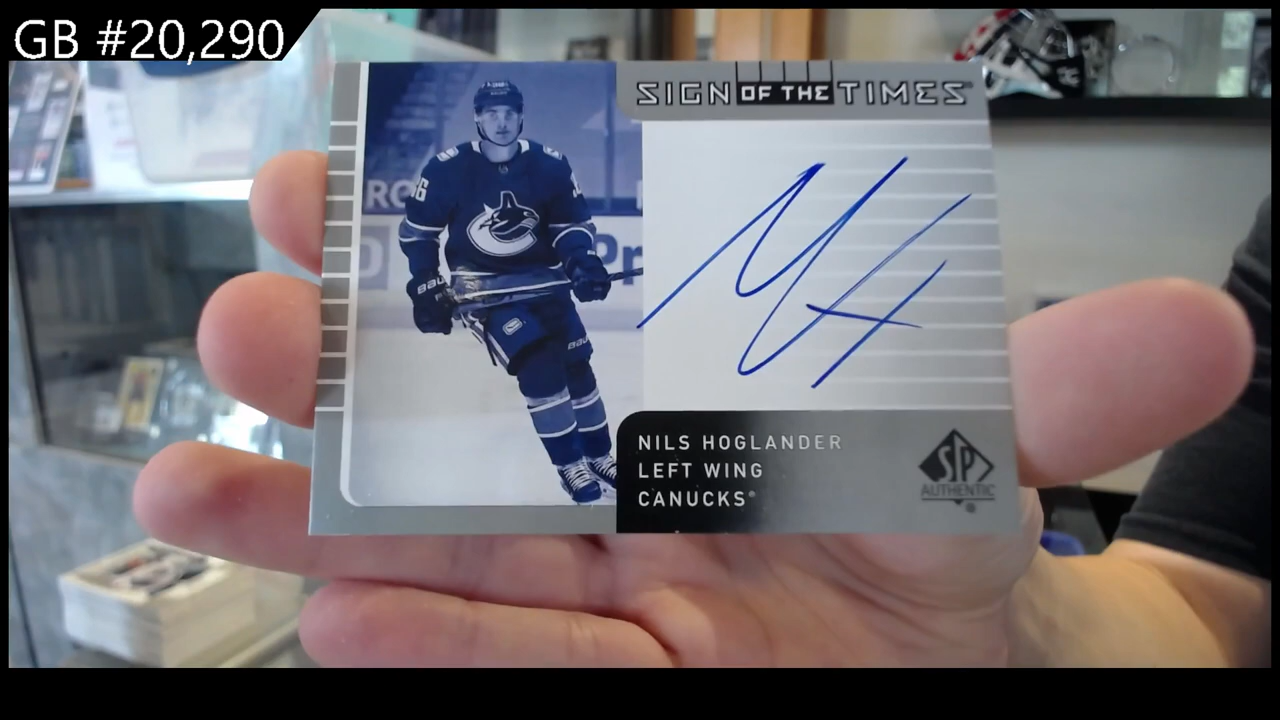 GB #20,290
SIGN OF THE TIMES
NILS HOGLANDER
LEFT WING
CANUCKS
SP
AUTHENTIC